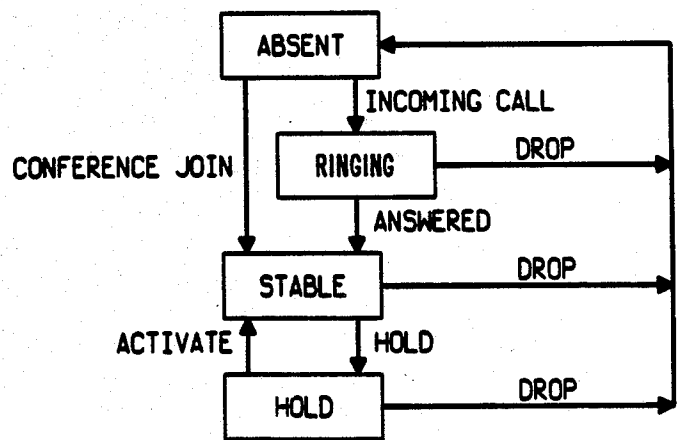 ABSENT
INCOMING CALL
CONFERENCE JOIN
RINGING
DROP
ANSWERED
STABLE
DROP
ACTIVATE
HOLD
HOLD
DROP